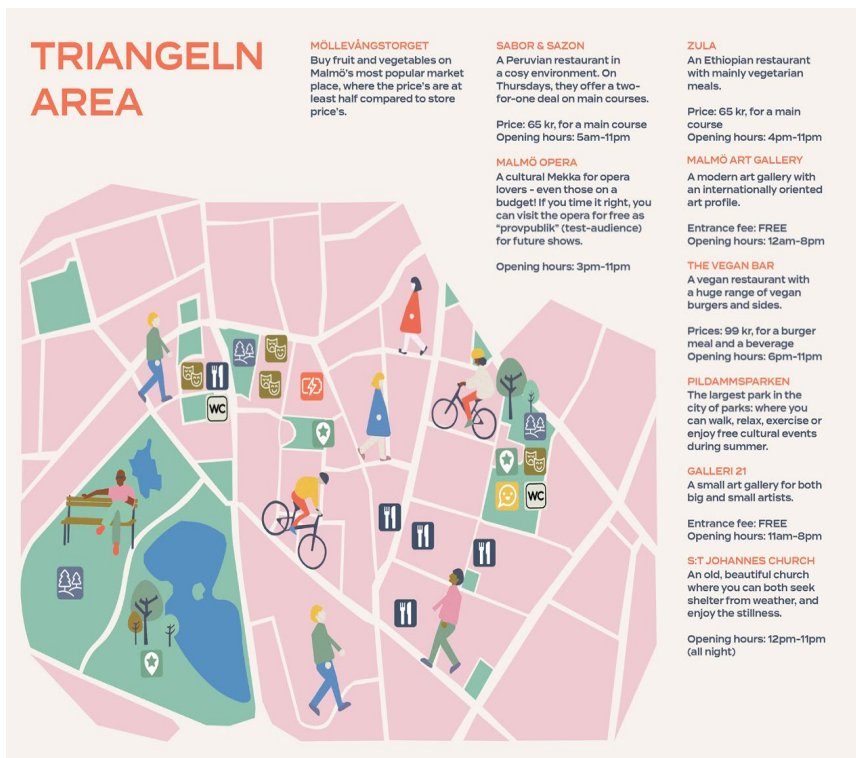 TRIANGELN
AREA
MÖLLEVÅNGSTORGET
Buy fruit and vegetables on
Malmö's most popular market
place, where the price's are at
least half compared to store
price's.
SABOR & SAZON
A Peruvian restaurant in
a cosy environment. On
Thursdays, they offer a two-
for-one deal on main courses.
Price: 65 kr, for a main course
Opening hours: 5am-11pm
MALMÖ OPERA
A cultural Mekka for opera
lovers - even those on a
budget! If you time it right, you
can visit the opera for free as
"provpublik" (test-audience)
for future shows.
Opening hours: 3pm-11pm
ZULA
An Ethiopian restaurant
with mainly vegetarian
meals.
Price: 65 kr, for a main
course
Opening hours: 4pm-11pm
MALMÖ ART GALLERY
A modern art gallery with
an internationally oriented
art profile.
Entrance fee: FREE
Opening hours: 12am-8pm
THE VEGAN BAR
A vegan restaurant with
a huge range of vegan
burgers and sides.
Prices: 99 kr, for a burger
meal and a beverage
Opening hours: 6pm-11pm
PILDAMMSPARKEN
The largest park in the
city of parks: where you
can walk, relax, exercise or
enjoy free cultural events
during summer.
GALLERI 21
A small art gallery for both
big and small artists.
Entrance fee: FREE
Opening hours: 11am-8pm
S:T JOHANNES CHURCH
An old, beautiful church
where you can both seek
shelter from weather, and
enjoy the stillness.
Opening hours: 12pm-11pm
(all night)
WC
WC